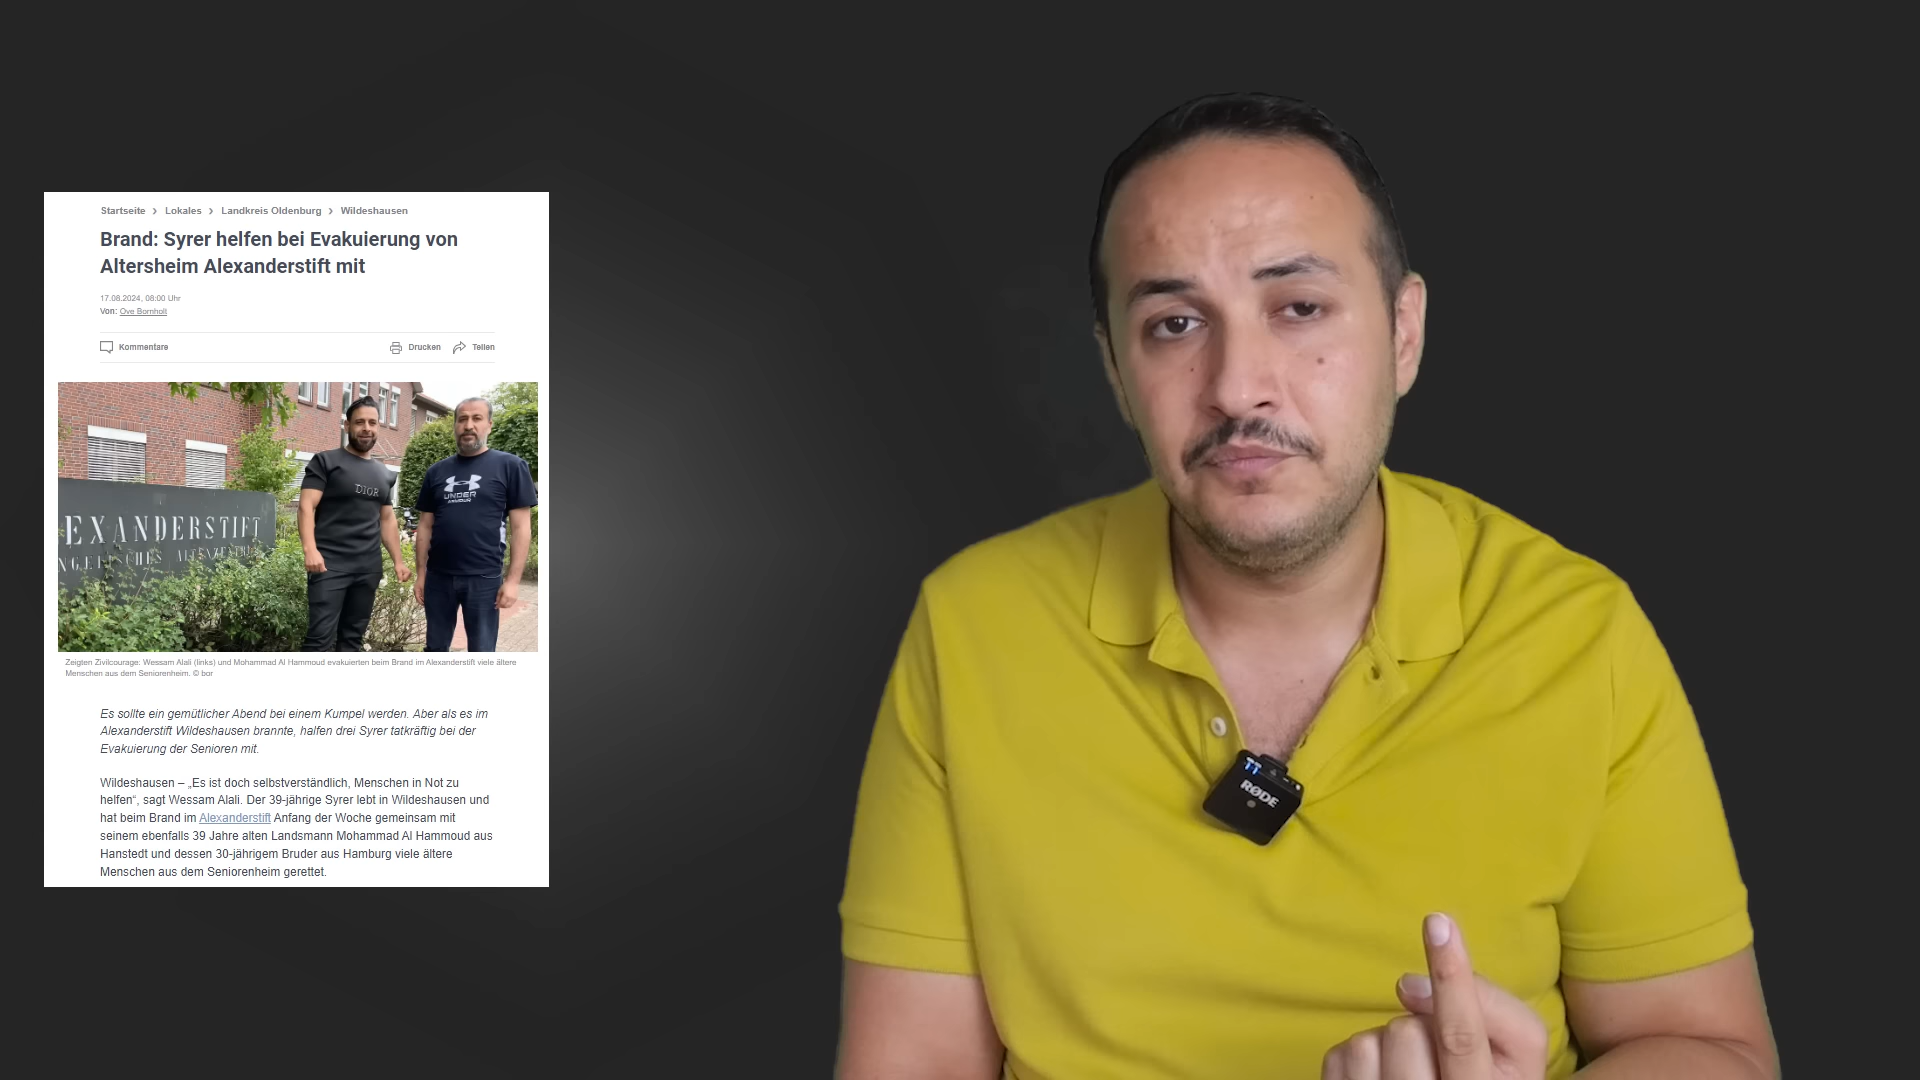 Startseite > Lokales > Landkreis Oldenburg > Wildeshausen
Brand: Syrer helfen bei Evakuierung von
Altersheim Alexanderstift mit
17.08.2024, 08:00 Uhr
Von: Ove Bornholt
Kommentare
Drucken
Teilen
DIOR
UNDER
ARMOUR
EXANDERSTIFT
NGELISCHES ALTENZENTRU
Zeigten Zivilcourage: Wessam Alali (links) und Mohammad Al Hammoud evakuierten beim Brand im Alexanderstift viele ältere
Menschen aus dem Seniorenheim. © bor
Es sollte ein gemütlicher Abend bei einem Kumpel werden. Aber als es im
Alexanderstift Wildeshausen brannte, halfen drei Syrer tatkräftig bei der
Evakuierung der Senioren mit.
Wildeshausen – „Es ist doch selbstverständlich, Menschen in Not zu
helfen“, sagt Wessam Alali. Der 39-jährige Syrer lebt in Wildeshausen und
hat beim Brand im Alexanderstift Anfang der Woche gemeinsam mit
seinem ebenfalls 39 Jahre alten Landsmann Mohammad Al Hammoud aus
Hanstedt und dessen 30-jährigem Bruder aus Hamburg viele ältere
Menschen aus dem Seniorenheim gerettet.
RØDE